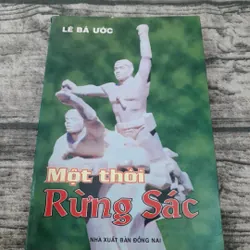 LÊ BÁ ƯỚC
Một thời
Rừng Sác
NHÀ XUẤT BẢN ĐỒNG NAI